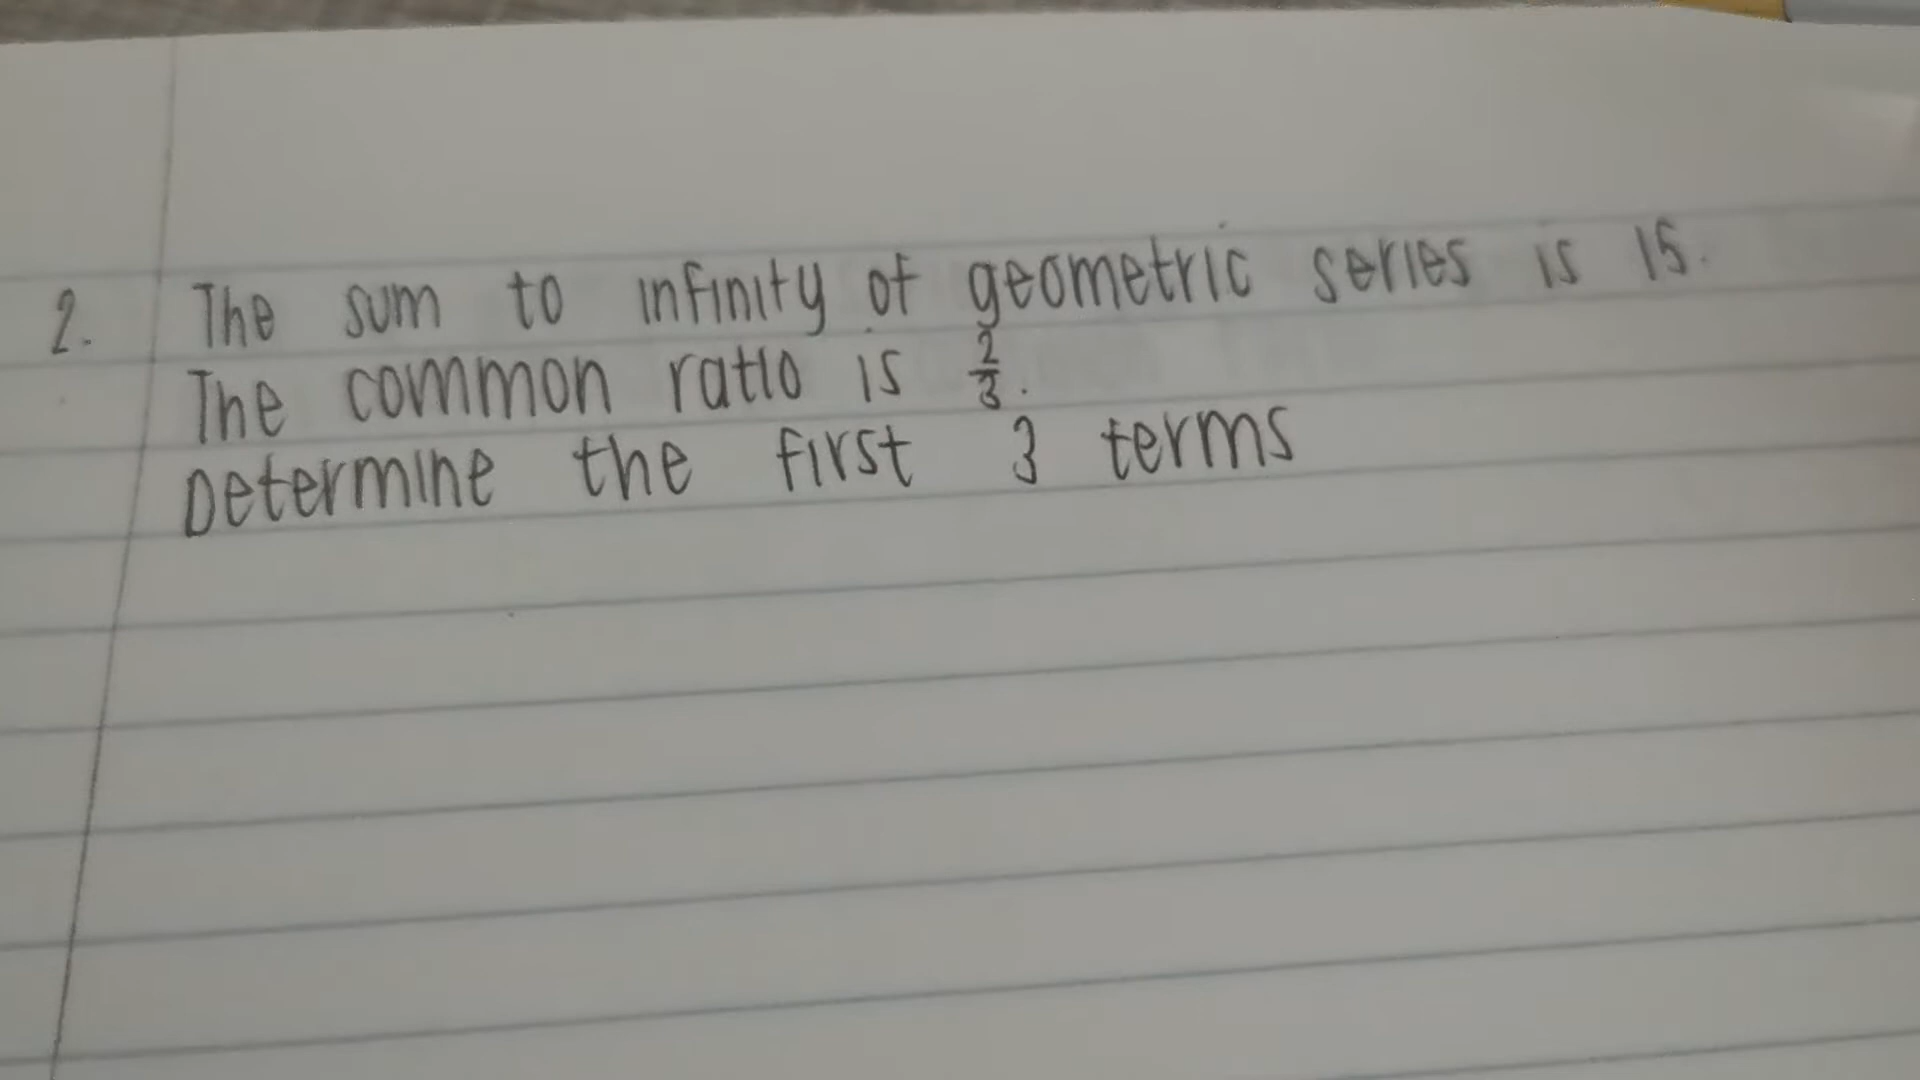 2. The sum to infinity of geometric series is 15.
The common ratio is 2/3.
Determine the first 3 terms